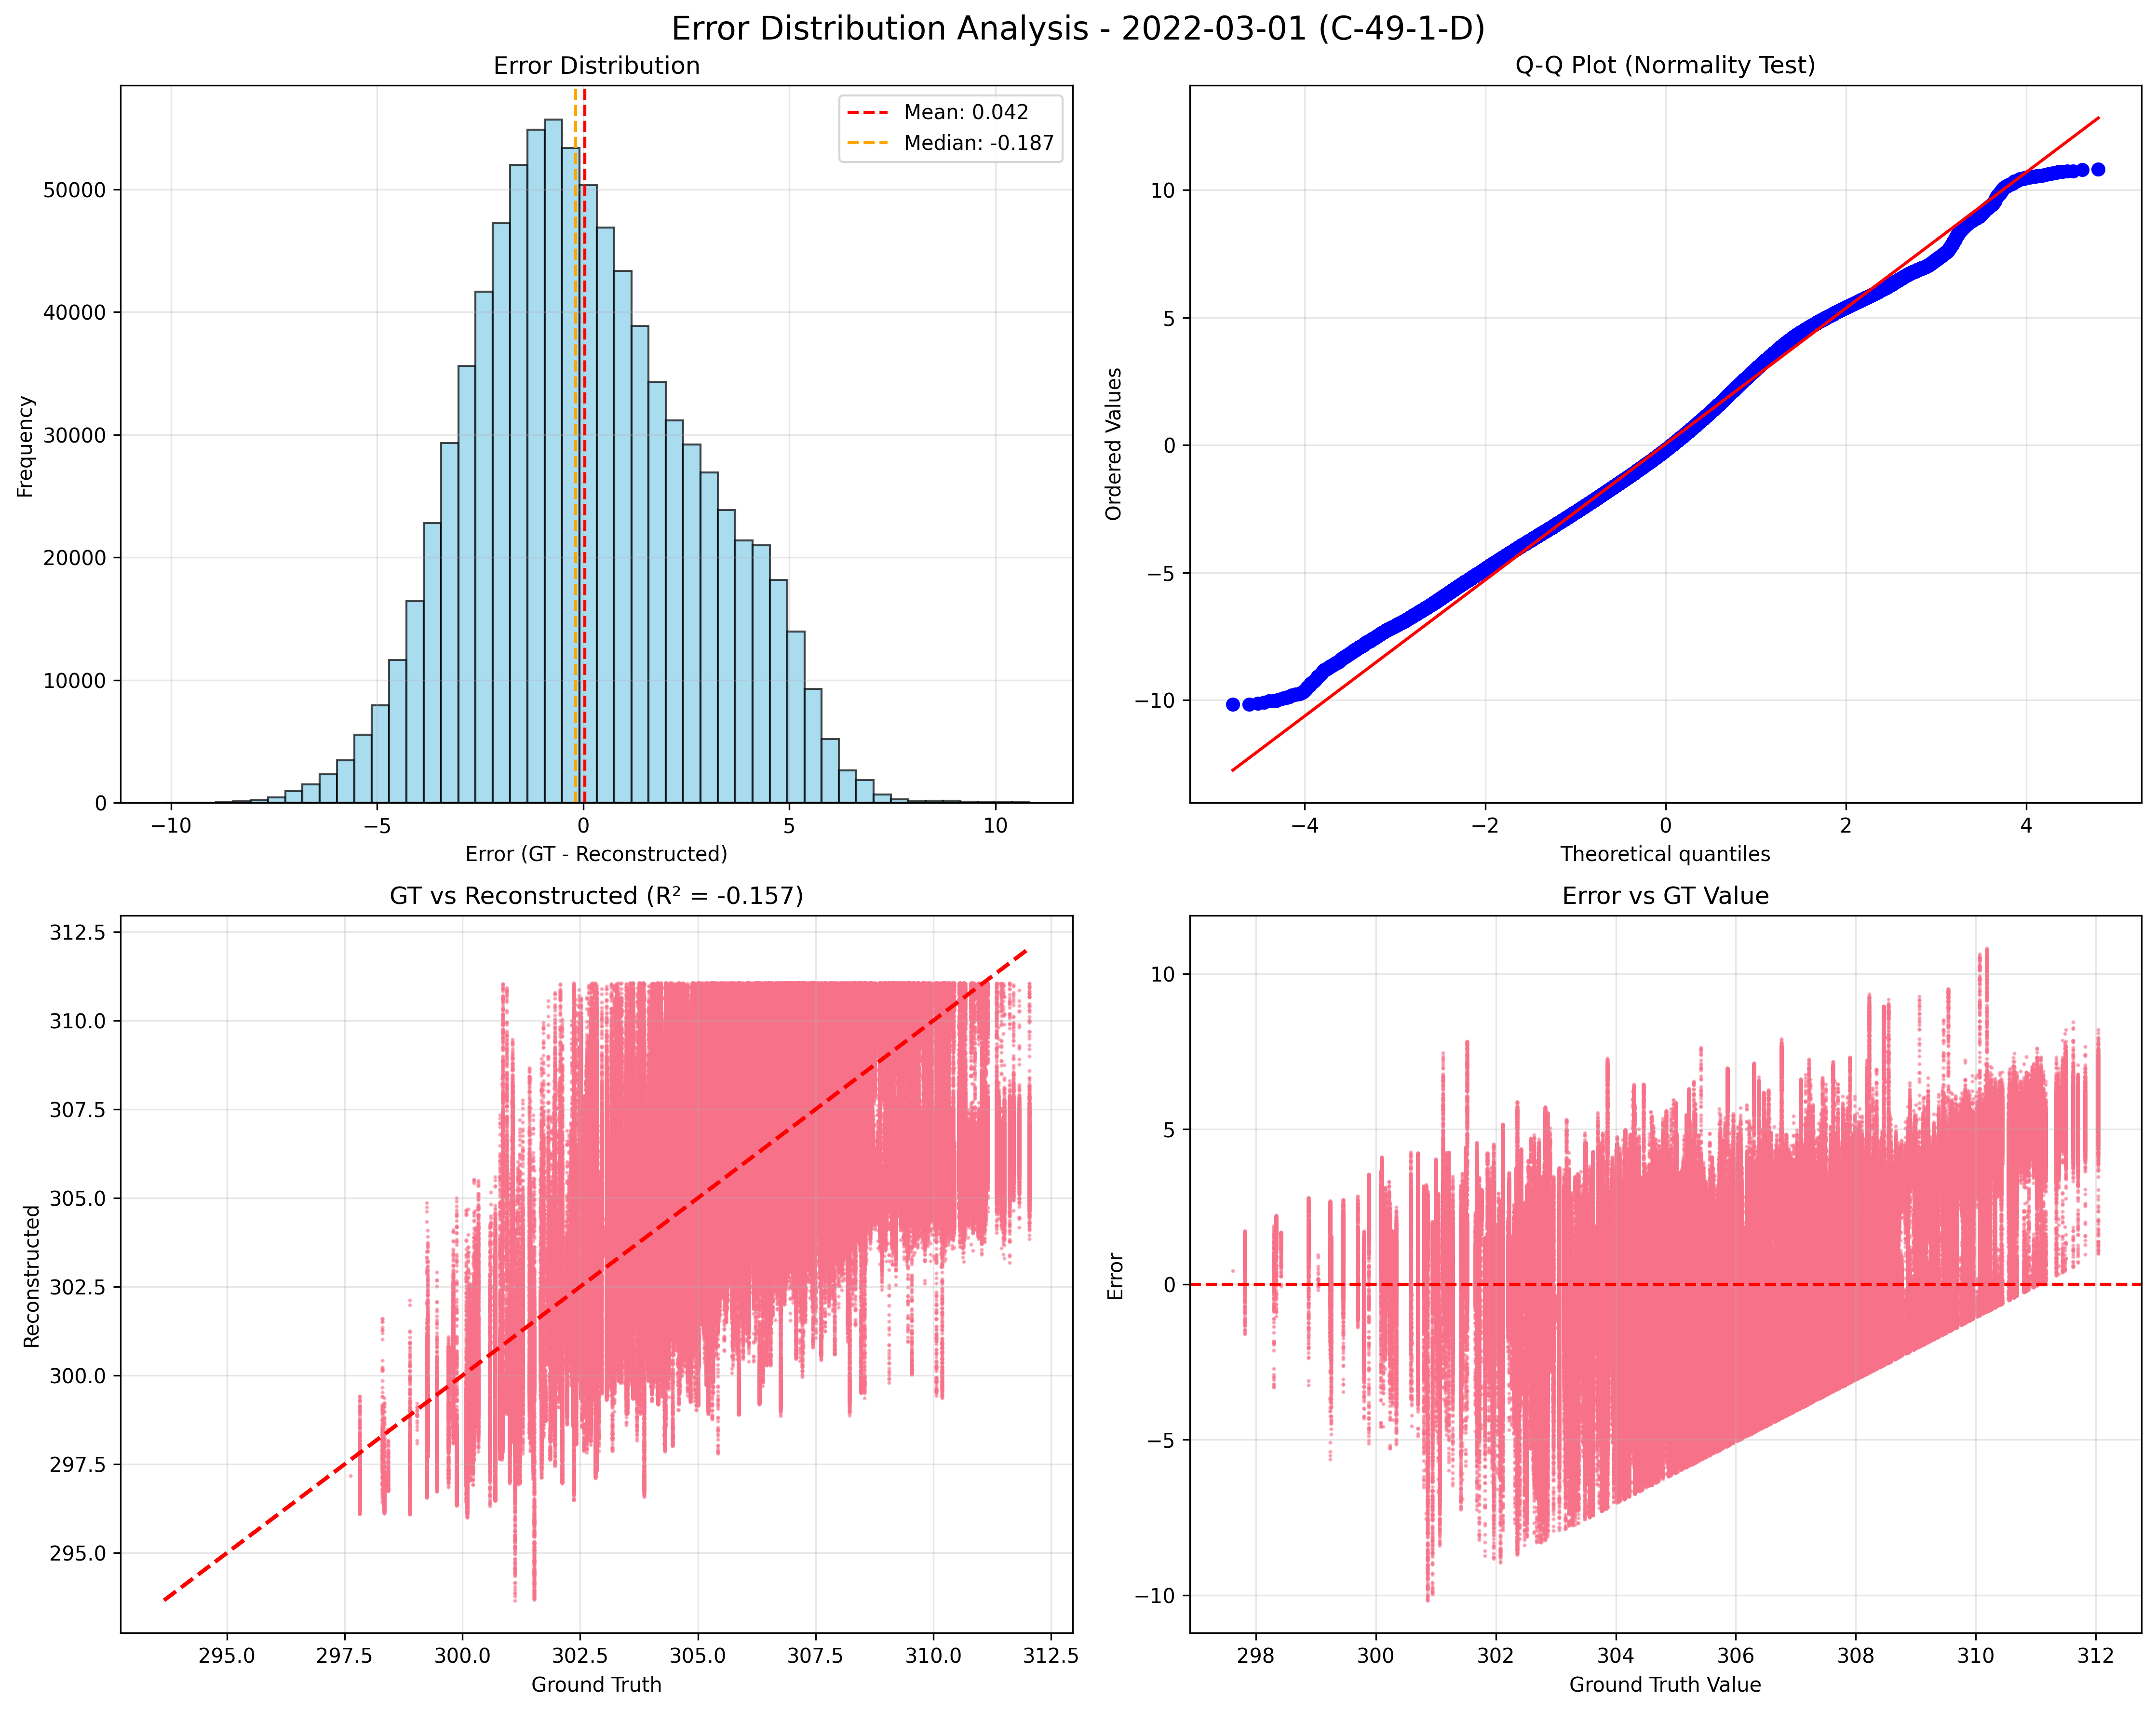 Error Distribution Analysis - 2022-03-01 (C-49-1-D)
Error Distribution
Mean: 0.042
Median: -0.187
50000
40000
30000
20000
10000
0
Frequency
−10 −5 0 5 10
Error (GT - Reconstructed)
Q-Q Plot (Normality Test)
10
5
0
−5
−10
Ordered Values
−4 −2 0 2 4
Theoretical quantiles
GT vs Reconstructed (R² = -0.157)
312.5
310.0
307.5
305.0
302.5
300.0
297.5
295.0
Reconstructed
295.0 297.5 300.0 302.5 305.0 307.5 310.0 312.5
Ground Truth
Error vs GT Value
10
5
0
−5
−10
Error
298 300 302 304 306 308 310 312
Ground Truth Value